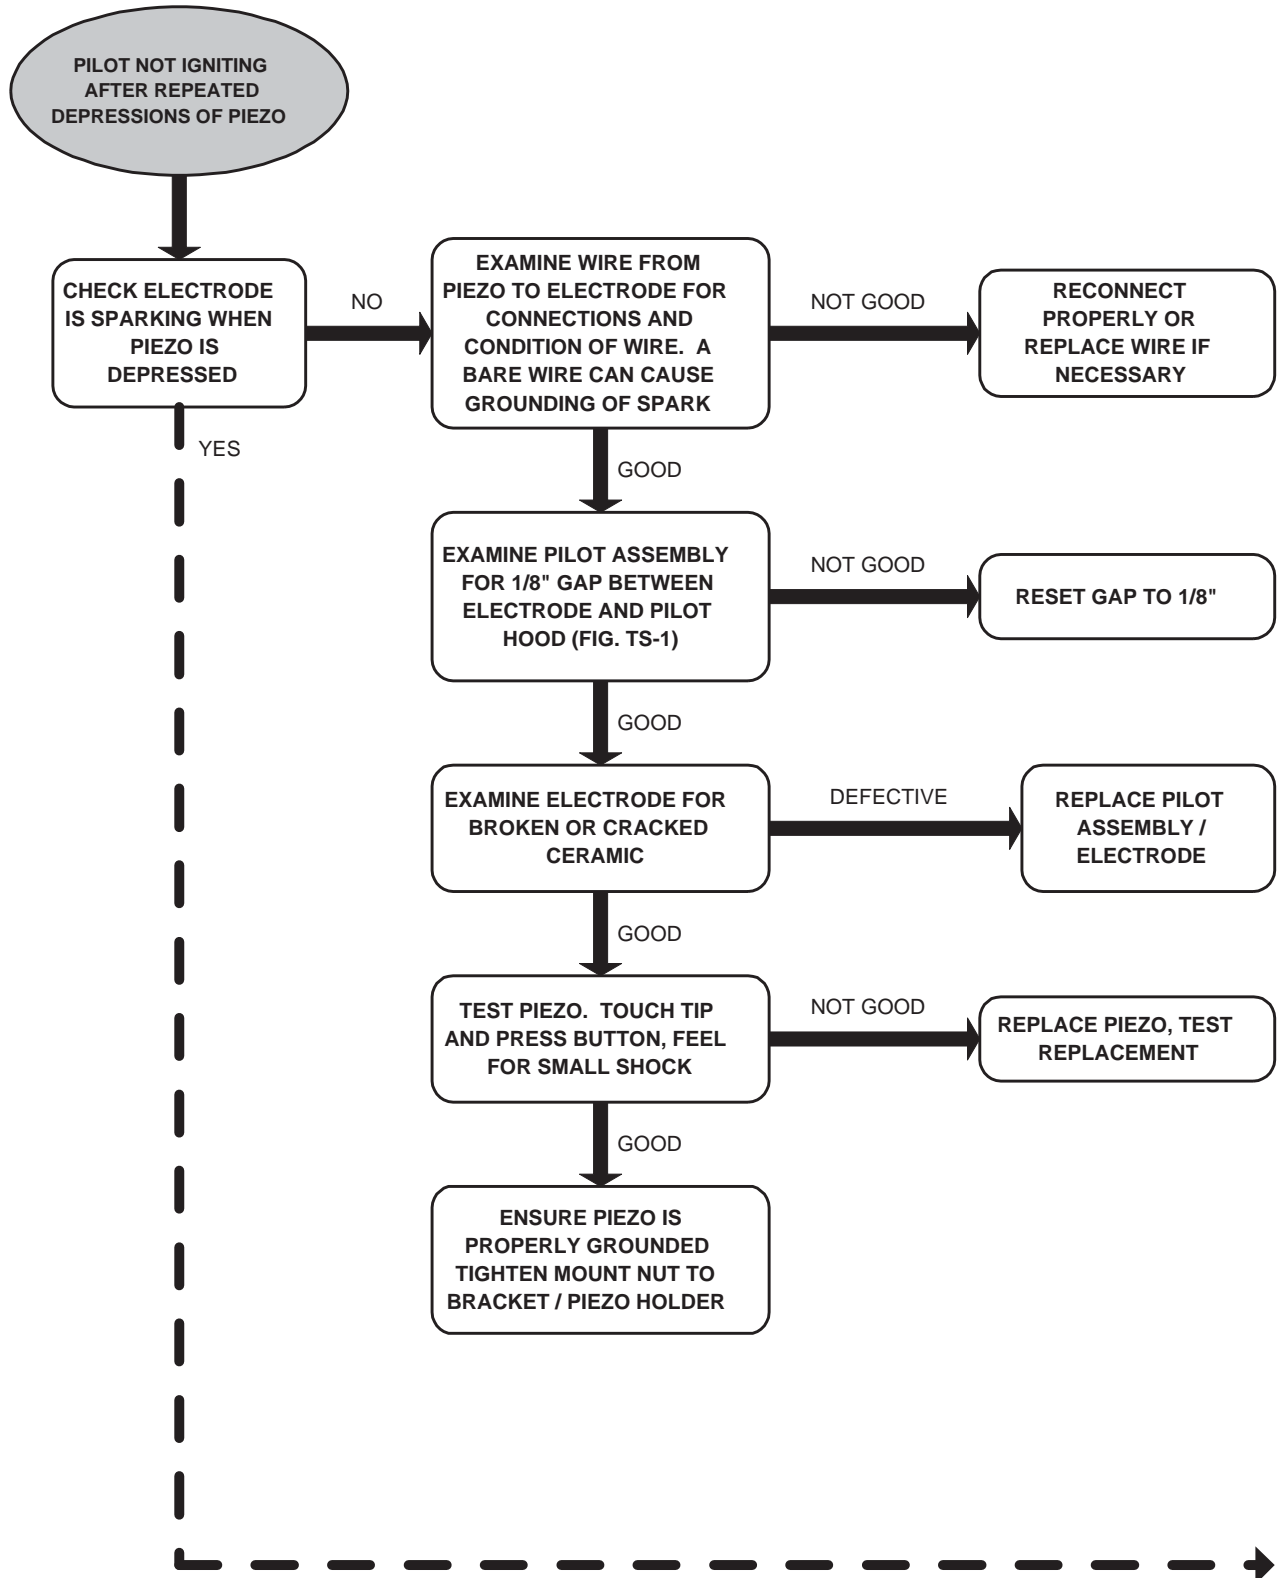 PILOT NOT IGNITING
AFTER REPEATED
DEPRESSIONS OF PIEZO
CHECK ELECTRODE
IS SPARKING WHEN
PIEZO IS
DEPRESSED
NO
EXAMINE WIRE FROM
PIEZO TO ELECTRODE FOR
CONNECTIONS AND
CONDITION OF WIRE.  A
BARE WIRE CAN CAUSE
GROUNDING OF SPARK
NOT GOOD
RECONNECT
PROPERLY OR
REPLACE WIRE IF
NECESSARY
YES
GOOD
EXAMINE PILOT ASSEMBLY
FOR 1/8" GAP BETWEEN
ELECTRODE AND PILOT
HOOD (FIG. TS-1)
NOT GOOD
RESET GAP TO 1/8"
GOOD
EXAMINE ELECTRODE FOR
BROKEN OR CRACKED
CERAMIC
DEFECTIVE
REPLACE PILOT
ASSEMBLY /
ELECTRODE
GOOD
TEST PIEZO.  TOUCH TIP
AND PRESS BUTTON, FEEL
FOR SMALL SHOCK
NOT GOOD
REPLACE PIEZO, TEST
REPLACEMENT
GOOD
ENSURE PIEZO IS
PROPERLY GROUNDED
TIGHTEN MOUNT NUT TO
BRACKET / PIEZO HOLDER